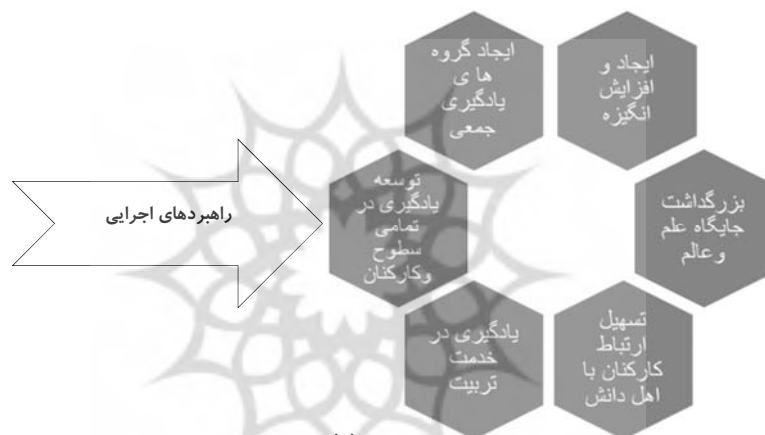 ایجاد و
افزایش
انگیزه
ایجاد گروه
ها ی
یادگیری
جمعی
بزرگداشت
جایگاه علم
وعالم
توسعه
یادگیری در
تمامی
سطوح
وکارکنان
راهبردهای اجرایی
تسهیل
ارتباط
کارکنان با
اهل دانش
یادگیری در
خدمت
تربیت